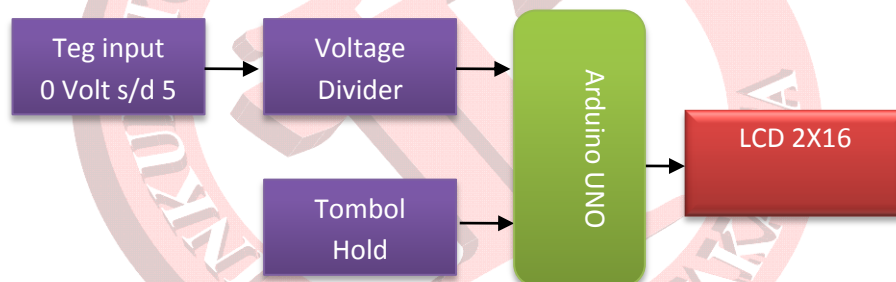 Teg input
0 Volt s/d 5
Voltage
Divider
Tombol
Hold
Arduino UNO
LCD 2X16